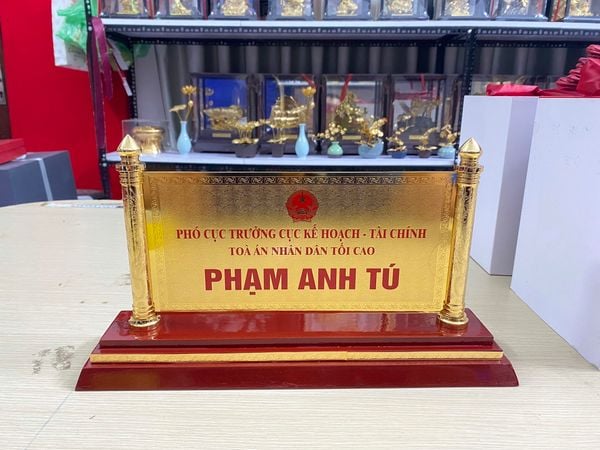 PHÓ CỤC TRƯỞNG CỤC KẾ HOẠCH - TÀI CHÍNH
TOÀ ÁN NHÂN DÂN TỐI CAO
PHẠM ANH TÚ